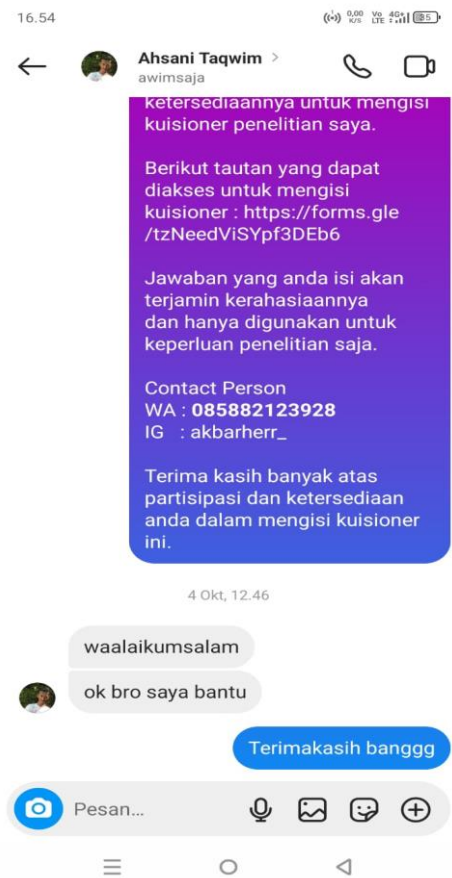 16.54
0,00 K/s Vo LTE 4G+ 85
Ahsani Taqwim
awimsaja
ketersediaannya untuk mengisi
kuisioner penelitian saya.
Berikut tautan yang dapat
diakses untuk mengisi
kuisioner : https://forms.gle
/tzNeedViSYpf3DEb6
Jawaban yang anda isi akan
terjamin kerahasiaannya
dan hanya digunakan untuk
keperluan penelitian saja.
Contact Person
WA : 085882123928
IG : akbarherr_
Terima kasih banyak atas
partisipasi dan ketersediaan
anda dalam mengisi kuisioner
ini.
4 Okt, 12.46
waalaikumsalam
ok bro saya bantu
Terimakasih banggg
Pesan...